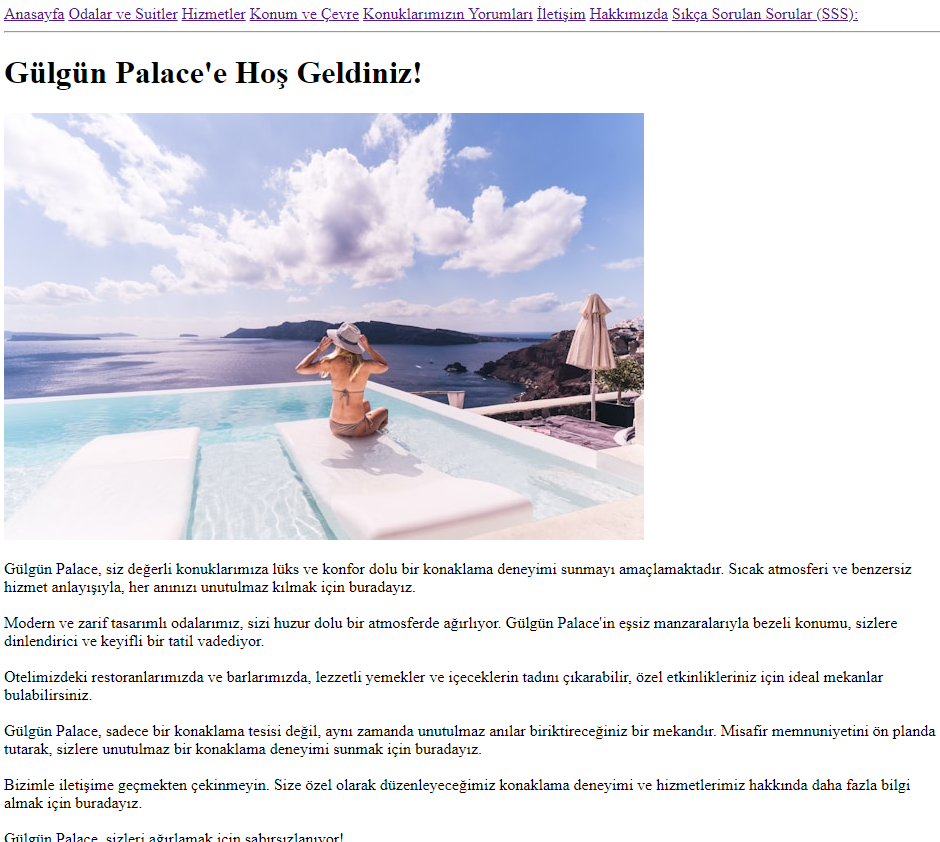 Anasayfa Odalar ve Suitler Hizmetler Konum ve Çevre Konuklarımızın Yorumları İletişim Hakkımızda Sıkça Sorulan Sorular (SSS):
Gülgün Palace'e Hoş Geldiniz!
Gülgün Palace, siz değerli konuklarımıza lüks ve konfor dolu bir konaklama deneyimi sunmayı amaçlamaktadır. Sıcak atmosferi ve benzersiz
hizmet anlayışıyla, her anınızı unutulmaz kılmak için buradayız.
Modern ve zarif tasarımlı odalarımız, sizi huzur dolu bir atmosferde ağırlıyor. Gülgün Palace'in eşsiz manzaralarıyla bezeli konumu, sizlere
dinlendirici ve keyifli bir tatil vadediyor.
Otelimizdeki restoranlarımızda ve barlarımızda, lezzetli yemekler ve içeceklerin tadını çıkarabilir, özel etkinlikleriniz için ideal mekanlar
bulabilirsiniz.
Gülgün Palace, sadece bir konaklama tesisi değil, aynı zamanda unutulmaz anılar biriktireceğiniz bir mekandır. Misafir memnuniyetini ön planda
tutarak, sizlere unutulmaz bir konaklama deneyimi sunmak için buradayız.
Bizimle iletişime geçmekten çekinmeyin. Size özel olarak düzenleyeceğimiz konaklama deneyimi ve hizmetlerimiz hakkında daha fazla bilgi
almak için buradayız.
Gülgün Palace, sizleri ağırlamak için sabırsızlanıyor!